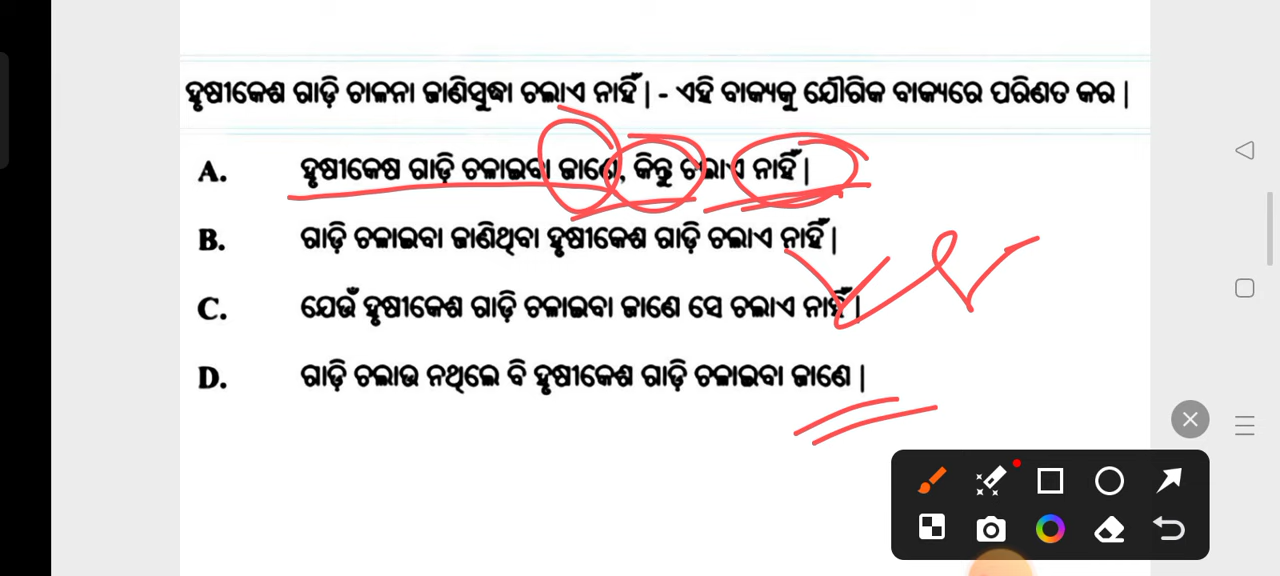 ହୃଷୀକେଶ ଗାଡ଼ି ଚାଳନା ଜାଣିସୁଦ୍ଧା ଚଲାଏ ନାହିଁ | - ଏହି ବାକ୍ୟକୁ ଯୌଗିକ ବାକ୍ୟରେ ପରିଣତ କର |
A. ହୃଷୀକେଷ ଗାଡ଼ି ଚଳାଇବା ଜାଣେ, କିନ୍ତୁ ଚଲାଏ ନାହିଁ |
B. ଗାଡ଼ି ଚଳାଇବା ଜାଣିଥିବା ହୃଷୀକେଶ ଗାଡ଼ି ଚଲାଏ ନାହିଁ |
C. ଯେଉଁ ହୃଷୀକେଶ ଗାଡ଼ି ଚଳାଇବା ଜାଣେ ସେ ଚଲାଏ ନାହିଁ |
D. ଗାଡ଼ି ଚଲାଉ ନଥିଲେ ବି ହୃଷୀକେଶ ଗାଡ଼ି ଚଳାଇବା ଜାଣେ |